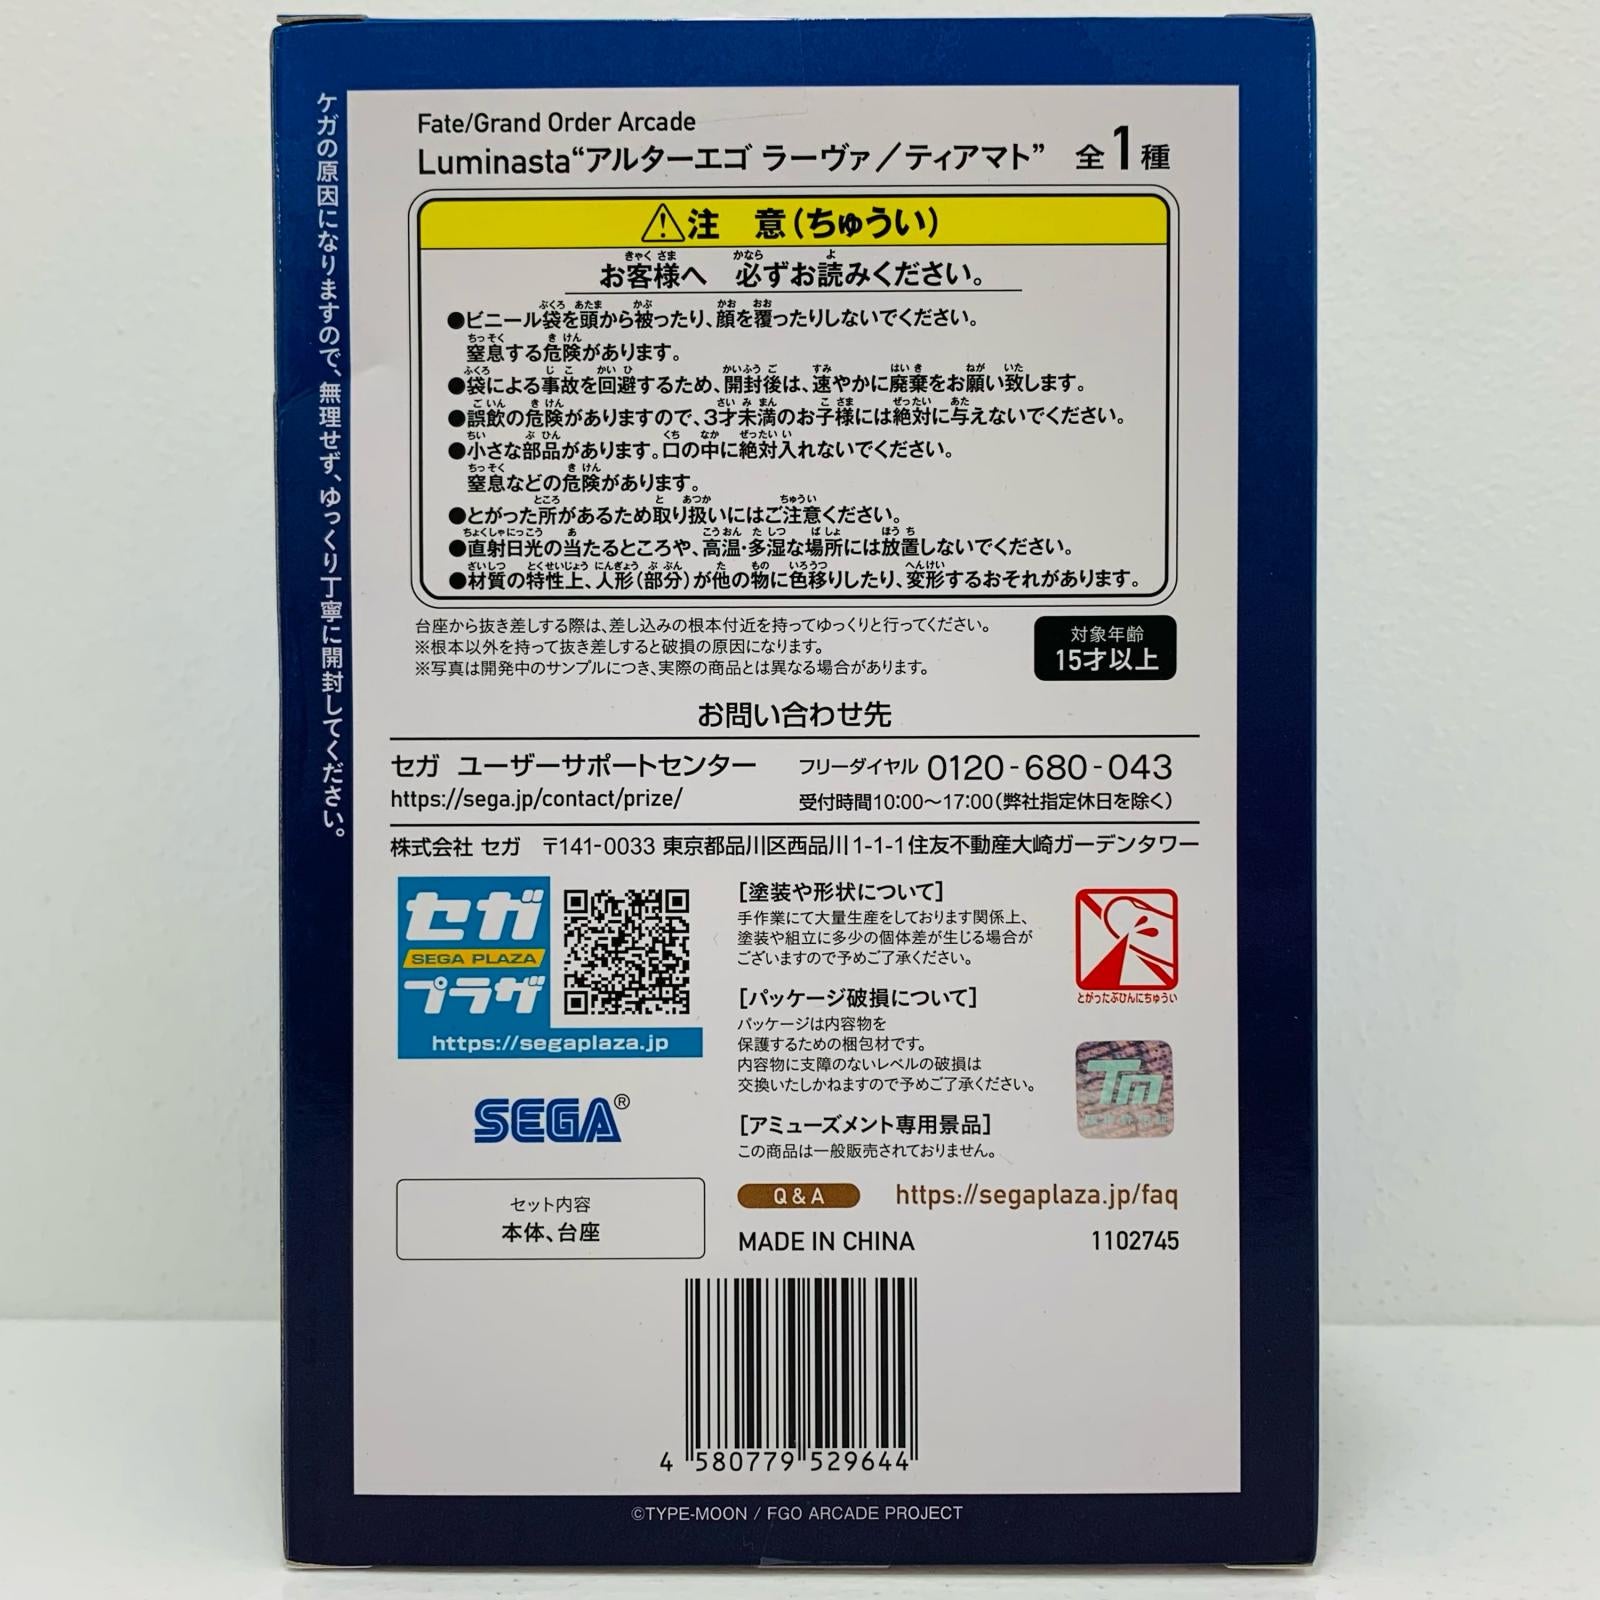 Fate/Grand Order Arcade
Luminasta“アルターエゴ ラーヴァ／ティアマト” 全1種
注　意(ちゅうい)
お客様へ　必ずお読みください。
●ビニール袋を頭から被ったり、顔を覆ったりしないでください。
窒息する危険があります。
●袋による事故を回避するため、開封後は、速やかに廃棄をお願い致します。
●誤飲の危険がありますので、3才未満のお子様には絶対に与えないでください。
●小さな部品があります。口の中に絶対入れないでください。
窒息などの危険があります。
●とがった所があるため取り扱いにはご注意ください。
●直射日光の当たるところや、高温・多湿な場所には放置しないでください。
●材質の特性上、人形(部分)が他の物に色移りしたり、変形するおそれがあります。
台座から抜き差しする際は、差し込みの根本付近を持ってゆっくりと行ってください。
※根本以外を持って抜き差しすると破損の原因になります。
※写真は開発中のサンプルにつき、実際の商品とは異なる場合があります。
対象年齢
15才以上
お問い合わせ先
セガ ユーザーサポートセンター
https://sega.jp/contact/prize/
フリーダイヤル 0120-680-043
受付時間10:00〜17:00(弊社指定休日を除く)
株式会社 セガ　〒141-0033 東京都品川区西品川1-1-1住友不動産大崎ガーデンタワー
セガ
SEGA PLAZA
プラザ
https://segaplaza.jp
SEGA®
セット内容
本体、台座
[塗装や形状について]
手作業にて大量生産をしております関係上、
塗装や組立に多少の個体差が生じる場合が
ございますので予めご了承ください。
[パッケージ破損について]
パッケージは内容物を
保護するための梱包材です。
内容物に支障のないレベルの破損は
交換いたしかねますので予めご了承ください。
[アミューズメント専用景品]
この商品は一般販売されておりません。
とがったぶひんにちゅうい
Tm
Q&A https://segaplaza.jp/faq
MADE IN CHINA 1102745
4 580779 529644
©TYPE-MOON / FGO ARCADE PROJECT
ケガの原因になりますので、無理せず、ゆっくり丁寧に開封してください。